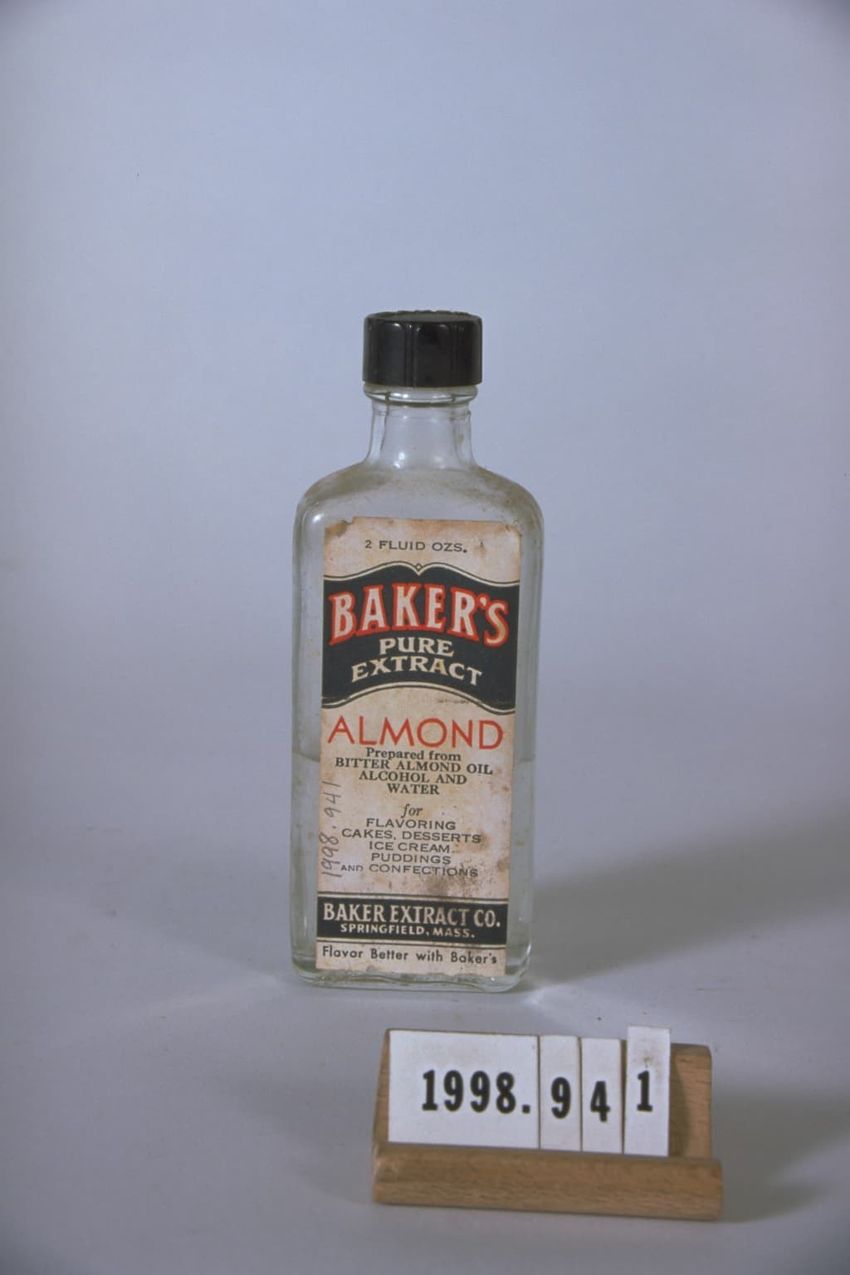 2 FLUID OZS.
BAKER'S
PURE
EXTRACT
ALMOND
Prepared from
BITTER ALMOND OIL
ALCOHOL AND
WATER
for
FLAVORING
CAKES, DESSERTS
ICE CREAM
PUDDINGS
AND CONFECTIONS
1998.941
BAKER EXTRACT CO.
SPRINGFIELD, MASS.
Flavor Better with Baker's
1998.941